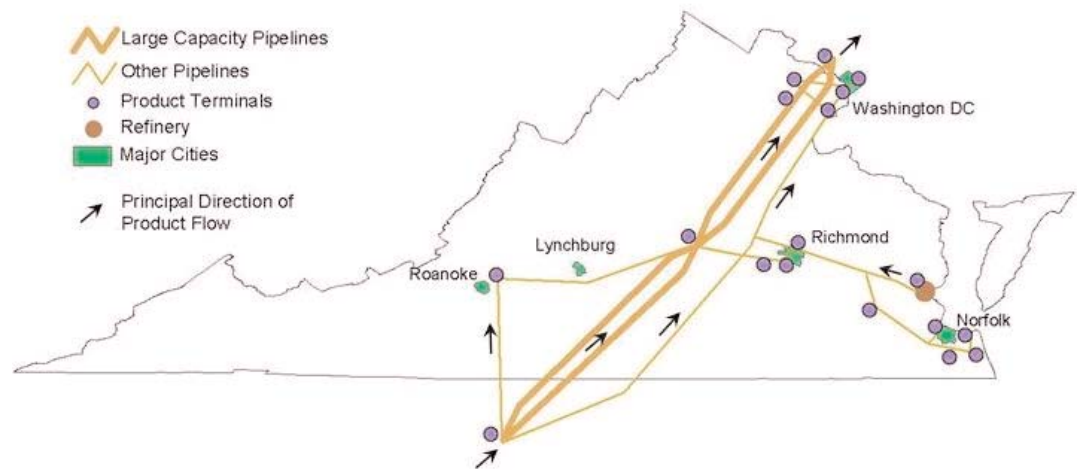 Large Capacity Pipelines
Other Pipelines
Product Terminals
Refinery
Major Cities
Principal Direction of
Product Flow
Washington DC
Richmond
Lynchburg
Roanoke
Norfolk